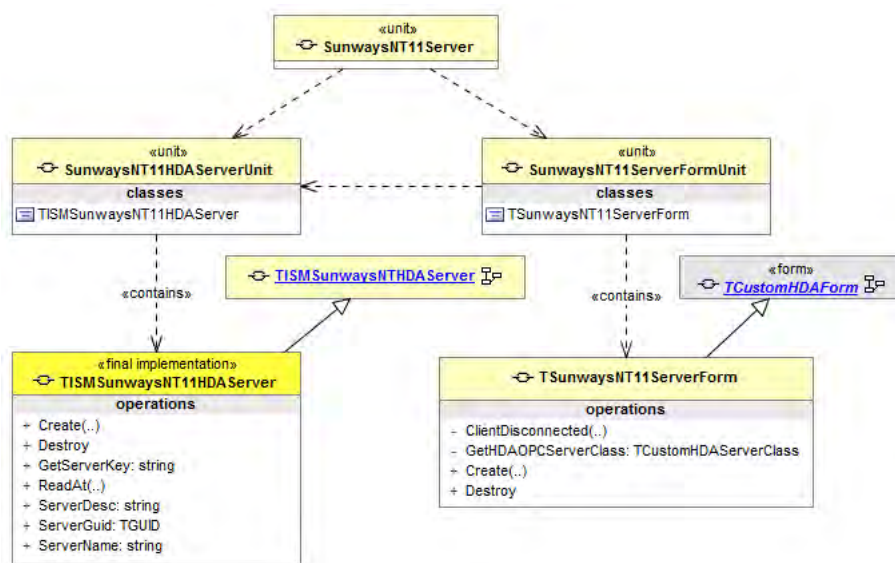 «unit»
SunwaysNT11Server
«unit»
SunwaysNT11HDAServerUnit
classes
TISMSunwaysNT11HDAServer
«unit»
SunwaysNT11ServerFormUnit
classes
TSunwaysNT11ServerForm
«contains»
TISMSunwaysNTHDAServer
«contains»
«form»
TCustomHDAForm
«final implementation»
TISMSunwaysNT11HDAServer
operations
+ Create(..)
+ Destroy
+ GetServerKey: string
+ ReadAt(..)
+ ServerDesc: string
+ ServerGuid: TGUID
+ ServerName: string
TSunwaysNT11ServerForm
operations
- ClientDisconnected(..)
- GetHDAOPCServerClass: TCustomHDAServerClass
+ Create(..)
+ Destroy